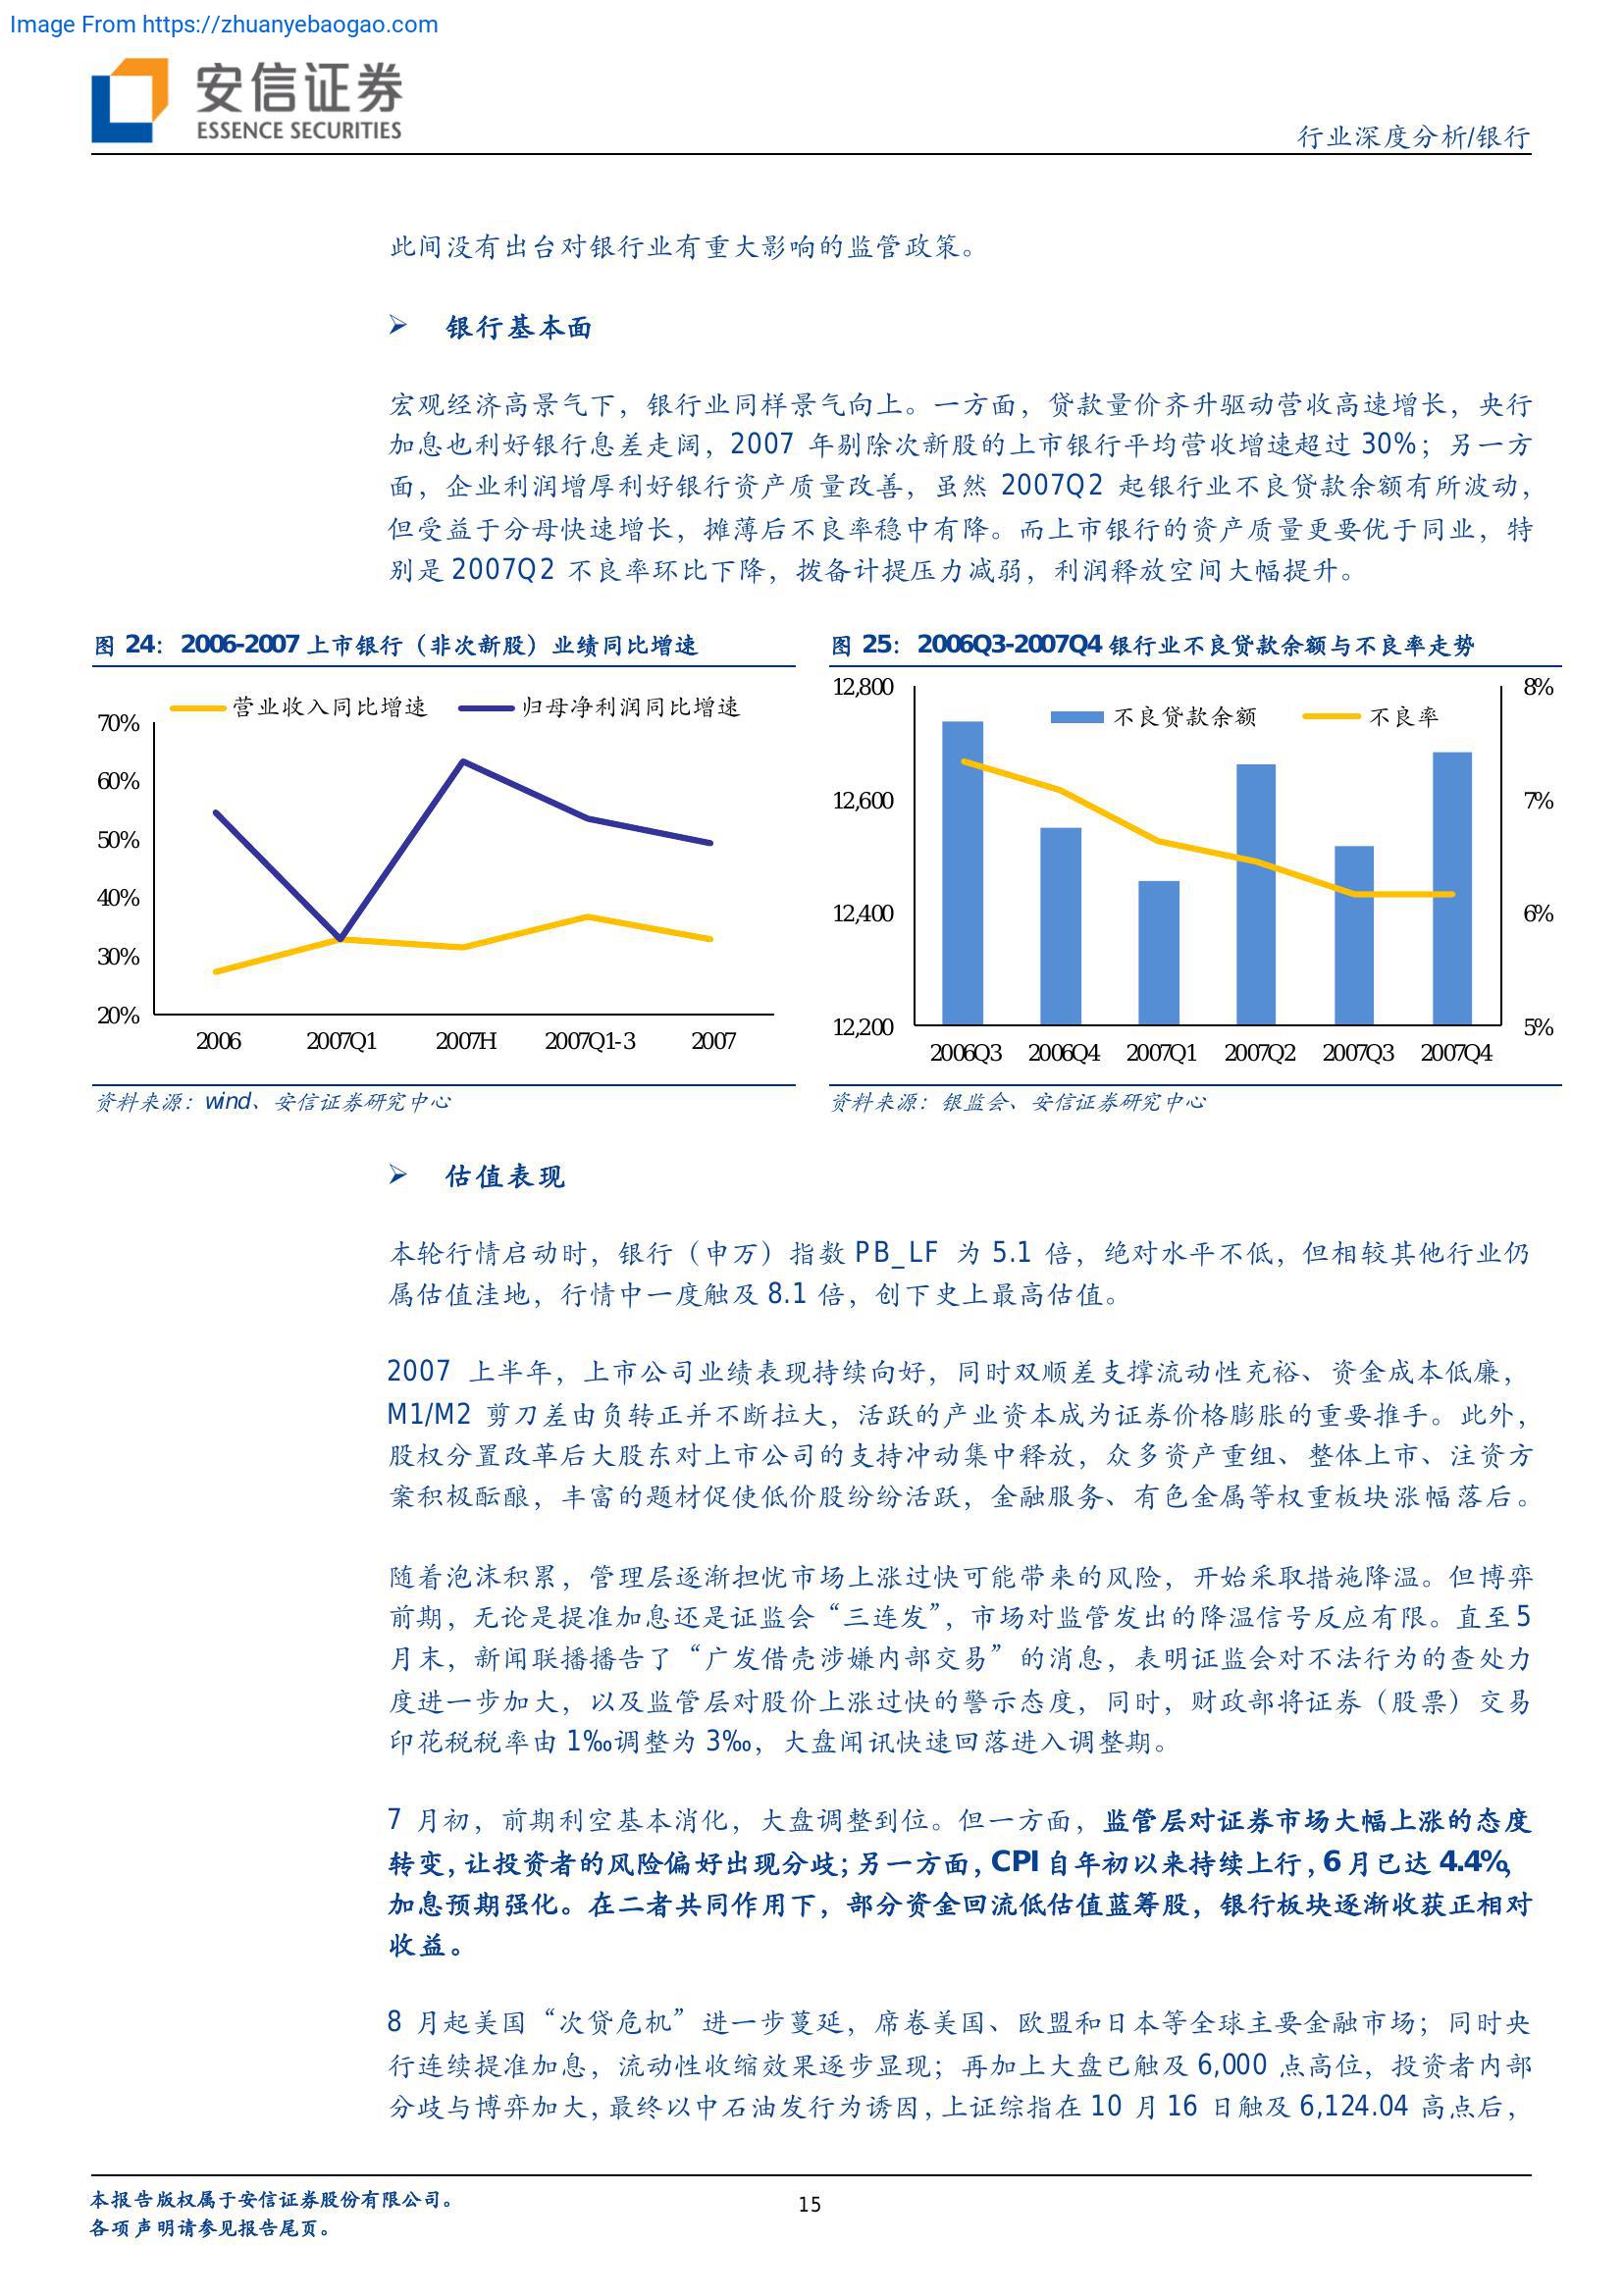 Image From https://zhuanyebaogao.com
安信证券
ESSENCE SECURITIES
行业深度分析/银行
此间没有出台对银行业有重大影响的监管政策。
➢ 银行基本面
宏观经济高景气下，银行业同样景气向上。一方面，贷款量价齐升驱动营收高速增长，央行
加息也利好银行息差走阔，2007 年剔除次新股的上市银行平均营收增速超过 30%；另一方
面，企业利润增厚利好银行资产质量改善，虽然 2007Q2 起银行业不良贷款余额有所波动，
但受益于分母快速增长，摊薄后不良率稳中有降。而上市银行的资产质量更要优于同业，特
别是 2007Q2 不良率环比下降，拨备计提压力减弱，利润释放空间大幅提升。
图 24：2006-2007 上市银行（非次新股）业绩同比增速
营业收入同比增速 归母净利润同比增速
70%
60%
50%
40%
30%
20%
2006 2007Q1 2007H 2007Q1-3 2007
资料来源：wind、安信证券研究中心
图 25：2006Q3-2007Q4 银行业不良贷款余额与不良率走势
不良贷款余额 不良率
12,800 8%
12,600 7%
12,400 6%
12,200 5%
2006Q3 2006Q4 2007Q1 2007Q2 2007Q3 2007Q4
资料来源：银监会、安信证券研究中心
➢ 估值表现
本轮行情启动时，银行（申万）指数 PB_LF 为 5.1 倍，绝对水平不低，但相较其他行业仍
属估值洼地，行情中一度触及 8.1 倍，创下史上最高估值。
2007 上半年，上市公司业绩表现持续向好，同时双顺差支撑流动性充裕、资金成本低廉，
M1/M2 剪刀差由负转正并不断拉大，活跃的产业资本成为证券价格膨胀的重要推手。此外，
股权分置改革后大股东对上市公司的支持冲动集中释放，众多资产重组、整体上市、注资方
案积极酝酿，丰富的题材促使低价股纷纷活跃，金融服务、有色金属等权重板块涨幅落后。
随着泡沫积累，管理层逐渐担忧市场上涨过快可能带来的风险，开始采取措施降温。但博弈
前期，无论是提准加息还是证监会“三连发”，市场对监管发出的降温信号反应有限。直至 5
月末，新闻联播播告了“广发借壳涉嫌内部交易”的消息，表明证监会对不法行为的查处力
度进一步加大，以及监管层对股价上涨过快的警示态度，同时，财政部将证券（股票）交易
印花税税率由 1‰调整为 3‰，大盘闻讯快速回落进入调整期。
7 月初，前期利空基本消化，大盘调整到位。但一方面，监管层对证券市场大幅上涨的态度
转变，让投资者的风险偏好出现分歧；另一方面，CPI 自年初以来持续上行，6 月已达 4.4%，
加息预期强化。在二者共同作用下，部分资金回流低估值蓝筹股，银行板块逐渐收获正相对
收益。
8 月起美国“次贷危机”进一步蔓延，席卷美国、欧盟和日本等全球主要金融市场；同时央
行连续提准加息，流动性收缩效果逐步显现；再加上大盘已触及 6,000 点高位，投资者内部
分歧与博弈加大，最终以中石油发行为诱因，上证综指在 10 月 16 日触及 6,124.04 高点后，
本报告版权属于安信证券股份有限公司。
各项声明请参见报告尾页。
15